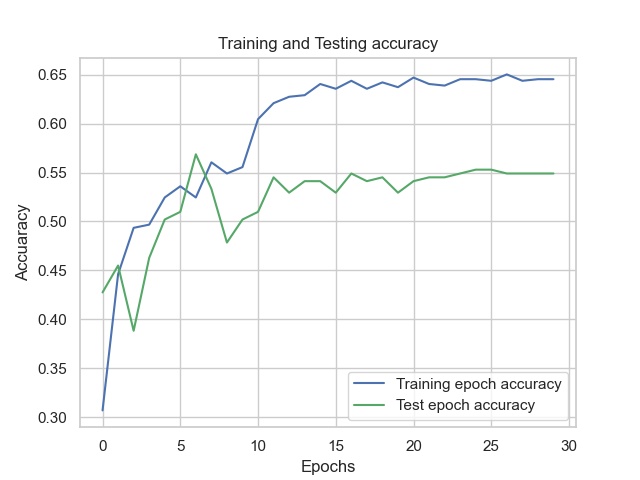 Training and Testing accuracy
0.65
0.60
0.55
0.50
0.45
0.40
0.35
0.30
Accuaracy
Training epoch accuracy
Test epoch accuracy
0 5 10 15 20 25 30
Epochs